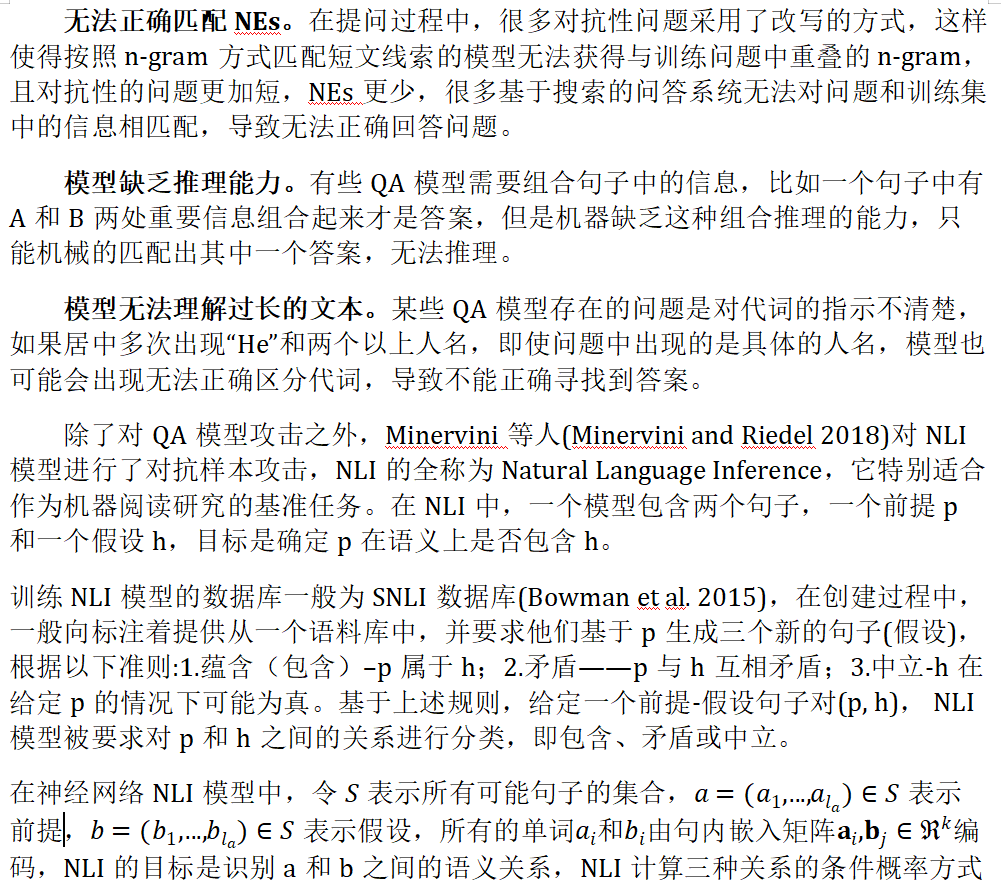 无法正确匹配 NEs。在提问过程中，很多对抗性问题采用了改写的方式，这样
使得按照 n-gram 方式匹配短文线索的模型无法获得与训练问题中重叠的 n-gram，
且对抗性的问题更加短，NEs 更少，很多基于搜索的问答系统无法对问题和训练集
中的信息相匹配，导致无法正确回答问题。
模型缺乏推理能力。有些 QA 模型需要组合句子中的信息，比如一个句子中有
A 和 B 两处重要信息组合起来才是答案，但是机器缺乏这种组合推理的能力，只
能机械的匹配出其中一个答案，无法推理。
模型无法理解过长的文本。某些 QA 模型存在的问题是对代词的指示不清楚，
如果居中多次出现“He”和两个以上人名，即使问题中出现的是具体的人名，模型也
可能会出现无法正确区分代词，导致不能正确寻找到答案。
除了对 QA 模型攻击之外，Minervini 等人(Minervini and Riedel 2018)对 NLI
模型进行了对抗样本攻击，NLI 的全称为 Natural Language Inference，它特别适合
作为机器阅读研究的基准任务。在 NLI 中，一个模型包含两个句子，一个前提 p
和一个假设 h，目标是确定 p 在语义上是否包含 h。
训练 NLI 模型的数据库一般为 SNLI 数据库(Bowman et al. 2015)，在创建过程中，
一般向标注着提供从一个语料库中，并要求他们基于 p 生成三个新的句子(假设)，
根据以下准则:1.蕴含（包含）–p 属于 h；2.矛盾——p 与 h 互相矛盾；3.中立-h 在
给定 p 的情况下可能为真。基于上述规则，给定一个前提-假设句子对(p, h)， NLI
模型被要求对 p 和 h 之间的关系进行分类，即包含、矛盾或中立。
在神经网络 NLI 模型中，令 S 表示所有可能句子的集合，a = (a₁,...,a_{l_a}) ∈ S 表示
前提，b = (b₁,...,b_{l_a}) ∈ S 表示假设，所有的单词a_i和b_i由句内嵌入矩阵a_i,b_j ∈ ℜ^k编
码，NLI 的目标是识别 a 和 b 之间的语义关系，NLI 计算三种关系的条件概率方式